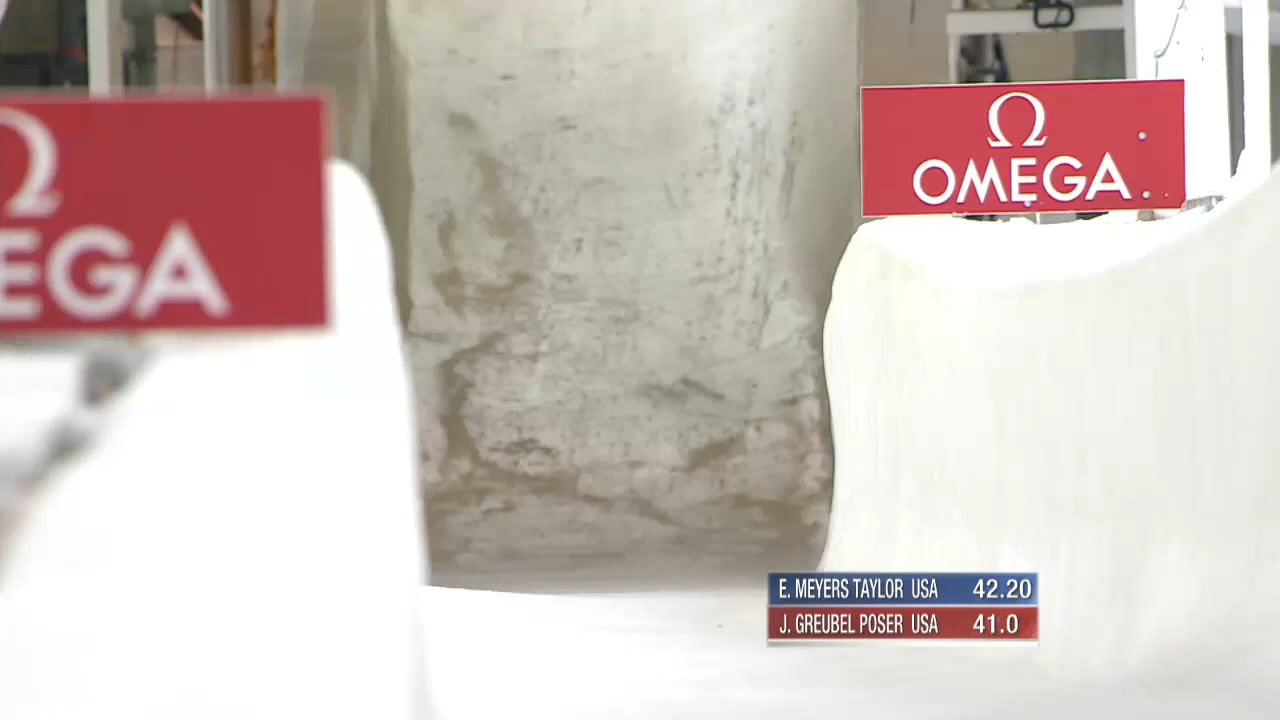 Ω
EGA
Ω
OMEGA
E. MEYERS TAYLOR USA 42.20
J. GREUBEL POSER USA 41.0